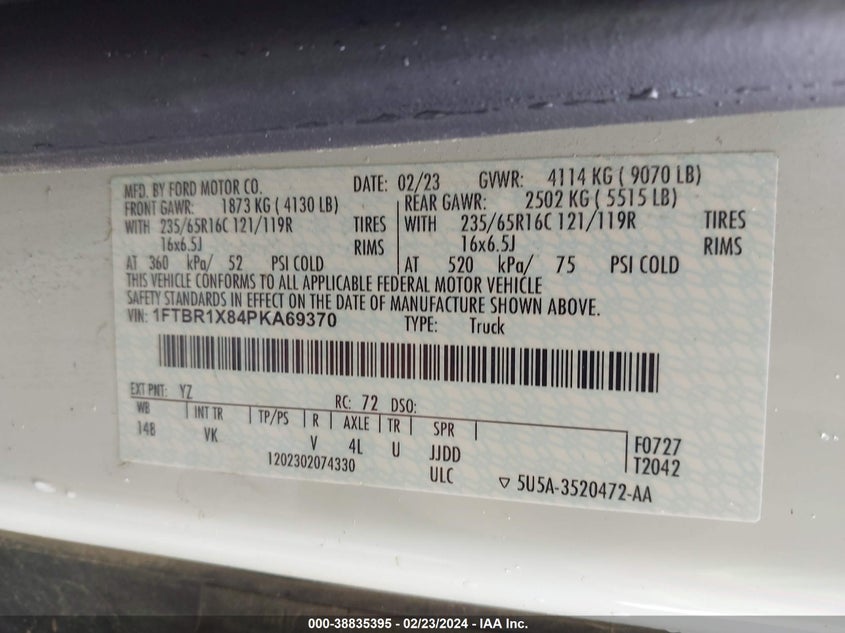 MFD. BY FORD MOTOR CO. DATE: 02/23 GVWR: 4114 KG ( 9070 LB)
FRONT GAWR: 1873 KG ( 4130 LB) REAR GAWR: 2502 KG ( 5515 LB)
WITH 235/65R16C 121/119R TIRES WITH 235/65R16C 121/119R TIRES
16x6.5J RIMS 16x6.5J RIMS
AT 360 kPa/ 52 PSI COLD AT 520 kPa/ 75 PSI COLD
THIS VEHICLE CONFORMS TO ALL APPLICABLE FEDERAL MOTOR VEHICLE
SAFETY STANDARDS IN EFFECT ON THE DATE OF MANUFACTURE SHOWN ABOVE.
VIN: 1FTBR1X84PKA69370 TYPE: Truck
EXT PNT: YZ RC: 72 DSO:
WB INT TR TP/PS R AXLE TR SPR
148 VK V 4L U JJDD F0727
1202302074330 ULC T2042
▽ 5U5A-3520472-AA
000-38835395 - 02/23/2024 - IAA Inc.